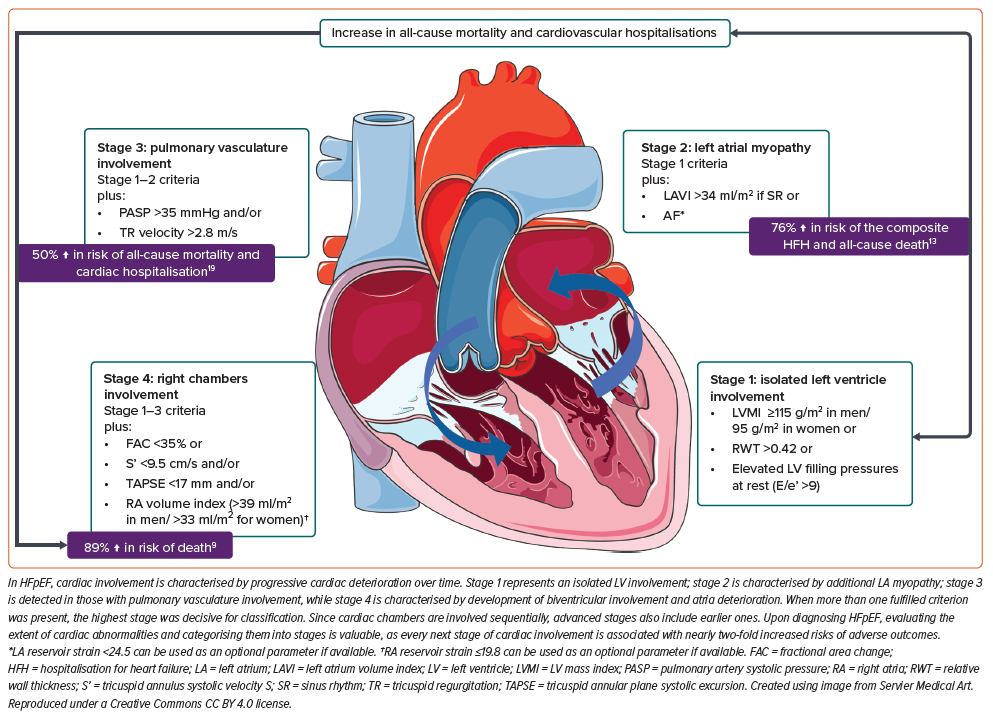 Increase in all-cause mortality and cardiovascular hospitalisations
Stage 3: pulmonary vasculature
involvement
Stage 1–2 criteria
plus:
• PASP >35 mmHg and/or
• TR velocity >2.8 m/s
50% ↑ in risk of all-cause mortality and
cardiac hospitalisation¹⁹
Stage 2: left atrial myopathy
Stage 1 criteria
plus:
• LAVI >34 ml/m² if SR or
• AF*
76% ↑ in risk of the composite
HFH and all-cause death¹³
Stage 4: right chambers
involvement
Stage 1–3 criteria
plus:
• FAC <35% or
• S’ <9.5 cm/s and/or
• TAPSE <17 mm and/or
• RA volume index (>39 ml/m²
in men/ >33 ml/m² for women)†
89% ↑ in risk of death⁹
Stage 1: isolated left ventricle
involvement
• LVMI ≥115 g/m² in men/
95 g/m² in women or
• RWT >0.42 or
• Elevated LV filling pressures
at rest (E/e’ >9)
In HFpEF, cardiac involvement is characterised by progressive cardiac deterioration over time. Stage 1 represents an isolated LV involvement; stage 2 is characterised by additional LA myopathy; stage 3
is detected in those with pulmonary vasculature involvement, while stage 4 is characterised by development of biventricular involvement and atria deterioration. When more than one fulfilled criterion
was present, the highest stage was decisive for classification. Since cardiac chambers are involved sequentially, advanced stages also include earlier ones. Upon diagnosing HFpEF, evaluating the
extent of cardiac abnormalities and categorising them into stages is valuable, as every next stage of cardiac involvement is associated with nearly two-fold increased risks of adverse outcomes.
*LA reservoir strain <24.5 can be used as an optional parameter if available. †RA reservoir strain ≤19.8 can be used as an optional parameter if available. FAC = fractional area change;
HFH = hospitalisation for heart failure; LA = left atrium; LAVI = left atrium volume index; LV = left ventricle; LVMI = LV mass index; PASP = pulmonary artery systolic pressure; RA = right atria; RWT = relative
wall thickness; S’ = tricuspid annulus systolic velocity S; SR = sinus rhythm; TR = tricuspid regurgitation; TAPSE = tricuspid annular plane systolic excursion. Created using image from Servier Medical Art.
Reproduced under a Creative Commons CC BY 4.0 license.